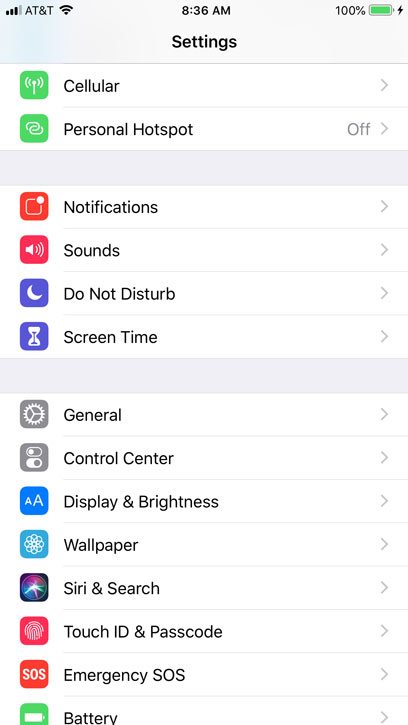 AT&T 8:36 AM 100%
Settings
Cellular
Personal Hotspot Off
Notifications
Sounds
Do Not Disturb
Screen Time
General
Control Center
AA Display & Brightness
Wallpaper
Siri & Search
Touch ID & Passcode
SOS Emergency SOS
Battery